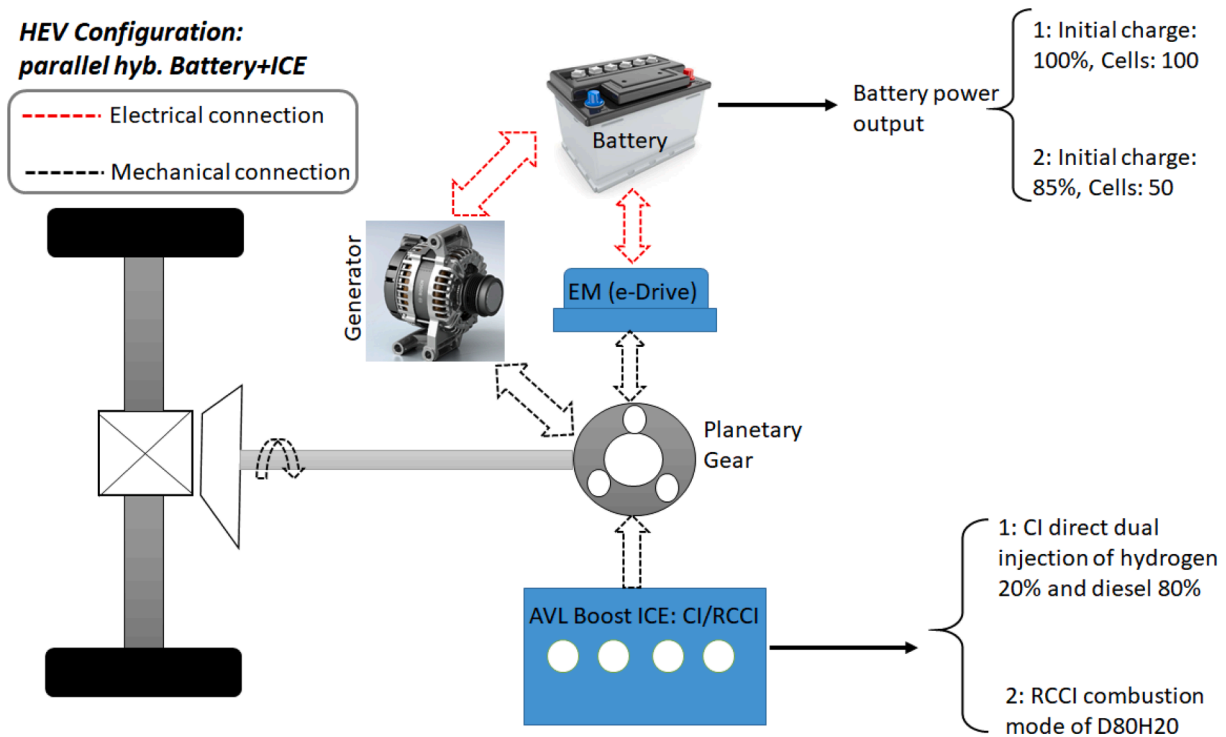 HEV Configuration:
parallel hyb. Battery+ICE
Electrical connection
Mechanical connection
Battery
Battery power
output
1: Initial charge:
100%, Cells: 100
2: Initial charge:
85%, Cells: 50
Generator
EM (e-Drive)
Planetary
Gear
AVL Boost ICE: CI/RCCI
1: CI direct dual
injection of hydrogen
20% and diesel 80%
2: RCCI combustion
mode of D80H20